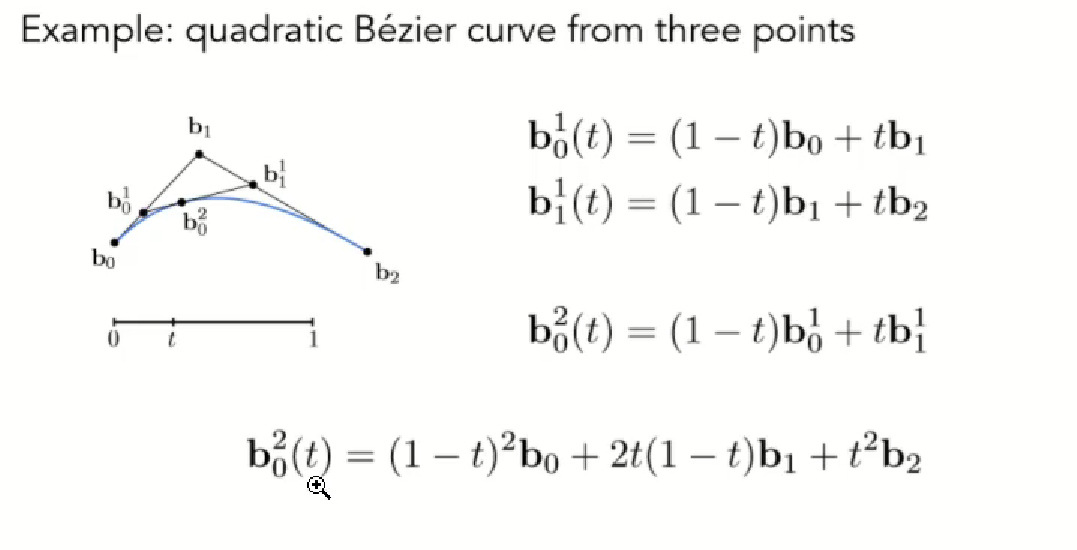 Example: quadratic Bézier curve from three points
b₁
b₁¹
b₀¹
b₀²
b₀
b₂
0 t 1
b₀¹(t) = (1 − t)b₀ + tb₁
b₁¹(t) = (1 − t)b₁ + tb₂
b₀²(t) = (1 − t)b₀¹ + tb₁¹
b₀²(t) = (1 − t)²b₀ + 2t(1 − t)b₁ + t²b₂